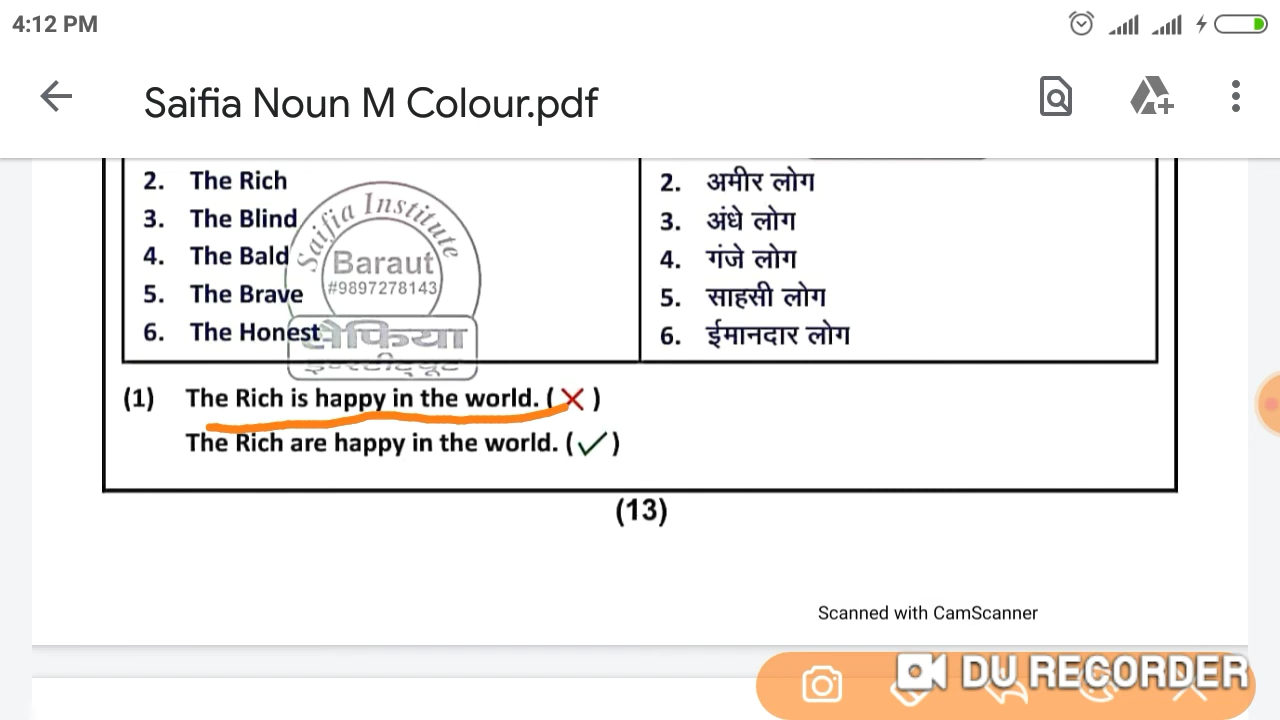 4:12 PM
Saifia Noun M Colour.pdf
2. The Rich 2. अमीर लोग
3. The Blind 3. अंधे लोग
4. The Bald 4. गंजे लोग
5. The Brave 5. साहसी लोग
6. The Honest 6. ईमानदार लोग
Saifia Institute
Baraut
#9897278143
सैफिया
इन्स्टीट्यूट
(1) The Rich is happy in the world. (✗)
The Rich are happy in the world. (✓)
(13)
Scanned with CamScanner
DU RECORDER